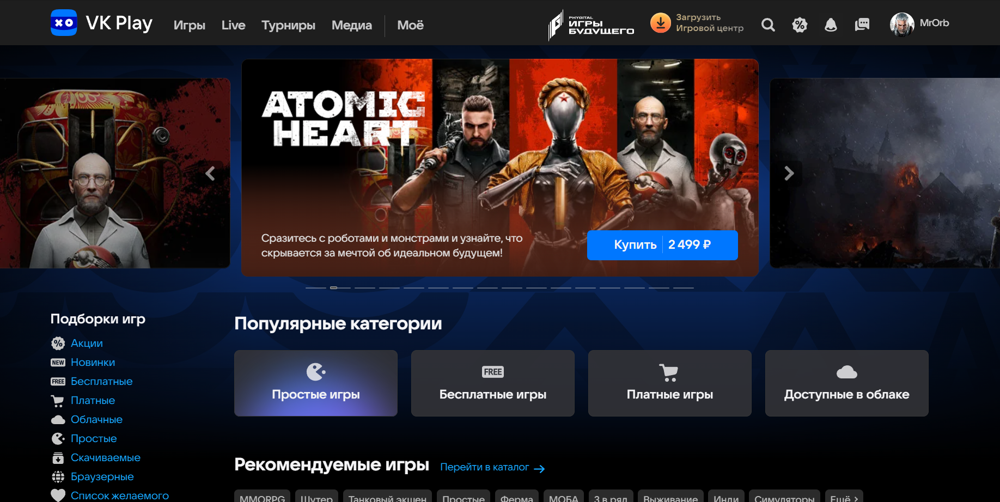 VK Play
Игры
Live
Турниры
Медиа
Моё
PHYGITAL
ИГРЫ
БУДУЩЕГО
Загрузить
Игровой центр
MrOrb
ATOMIC
HEART
Сразитесь с роботами и монстрами и узнайте, что
скрывается за мечтой об идеальном будущем!
Купить 2 499 ₽
Подборки игр
% Акции
NEW Новинки
FREE Бесплатные
Платные
Облачные
Простые
Скачиваемые
Браузерные
Список желаемого
Популярные категории
Простые игры
FREE
Бесплатные игры
Платные игры
Доступные в облаке
Рекомендуемые игры
Перейти в каталог →
MMORPG
Шутер
Танковый экшен
Простые
Ферма
МОБА
3 в ряд
Выживание
Инди
Симуляторы
Ещё >